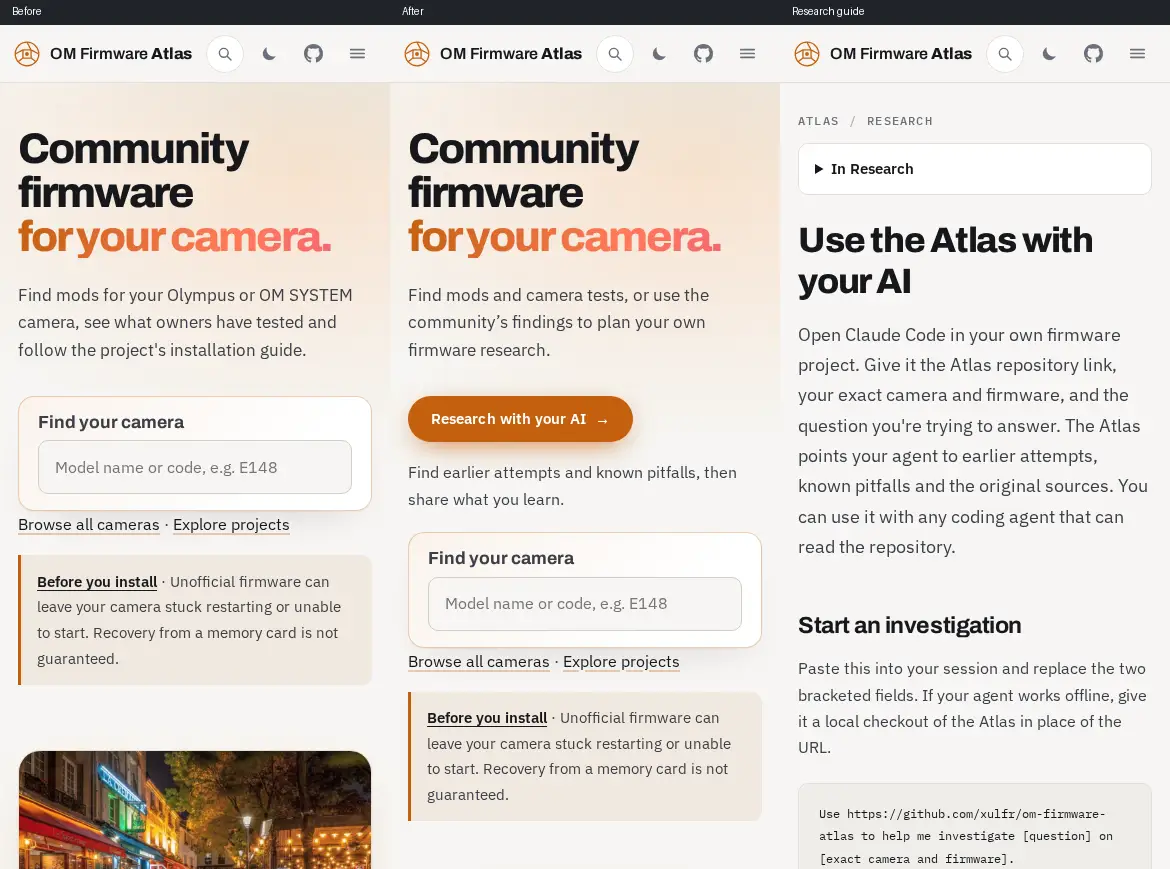 Before
OM Firmware Atlas
Community
firmware
for your camera.
Find mods for your Olympus or OM SYSTEM
camera, see what owners have tested and
follow the project's installation guide.
Find your camera
Model name or code, e.g. E148
Browse all cameras · Explore projects
Before you install · Unofficial firmware can
leave your camera stuck restarting or unable
to start. Recovery from a memory card is not
guaranteed.
After
OM Firmware Atlas
Community
firmware
for your camera.
Find mods and camera tests, or use the
community’s findings to plan your own
firmware research.
Research with your AI →
Find earlier attempts and known pitfalls, then
share what you learn.
Find your camera
Model name or code, e.g. E148
Browse all cameras · Explore projects
Before you install · Unofficial firmware can
leave your camera stuck restarting or unable
to start. Recovery from a memory card is not
guaranteed.
Research guide
OM Firmware Atlas
ATLAS / RESEARCH
In Research
Use the Atlas with
your AI
Open Claude Code in your own firmware
project. Give it the Atlas repository link,
your exact camera and firmware, and the
question you're trying to answer. The Atlas
points your agent to earlier attempts,
known pitfalls and the original sources. You
can use it with any coding agent that can
read the repository.
Start an investigation
Paste this into your session and replace the two
bracketed fields. If your agent works offline, give
it a local checkout of the Atlas in place of the
URL.
Use https://github.com/xulfr/om-firmware-
atlas to help me investigate [question] on
[exact camera and firmware].